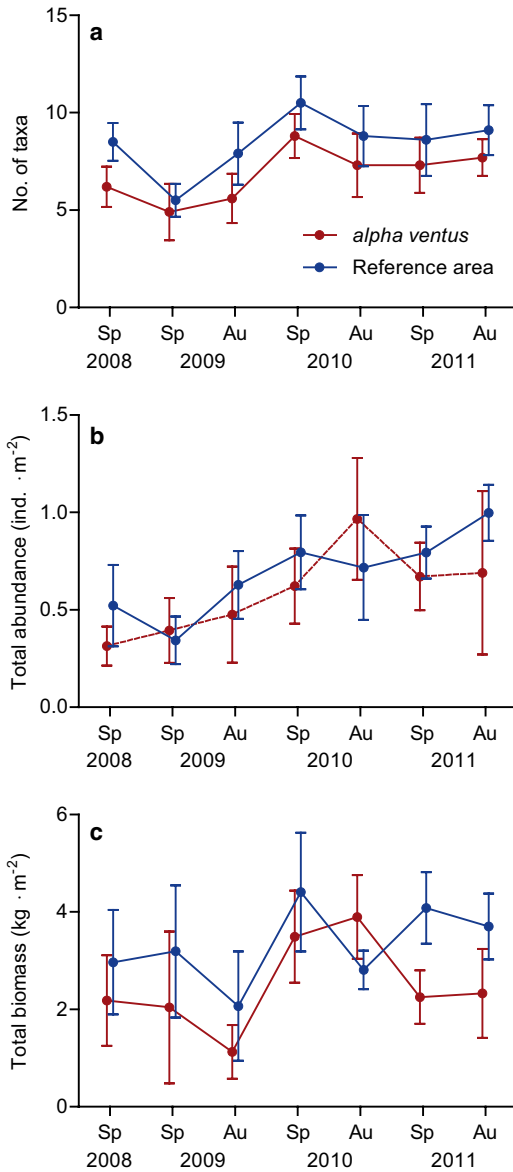 a
No. of taxa
15
10
5
0
alpha ventus
Reference area
Sp Sp Au Sp Au Sp Au
2008 2009 2010 2011
b
Total abundance (ind. ·m-2)
1.5
1.0
0.5
0.0
Sp Sp Au Sp Au Sp Au
2008 2009 2010 2011
c
Total biomass (kg ·m-2)
6
4
2
0
Sp Sp Au Sp Au Sp Au
2008 2009 2010 2011